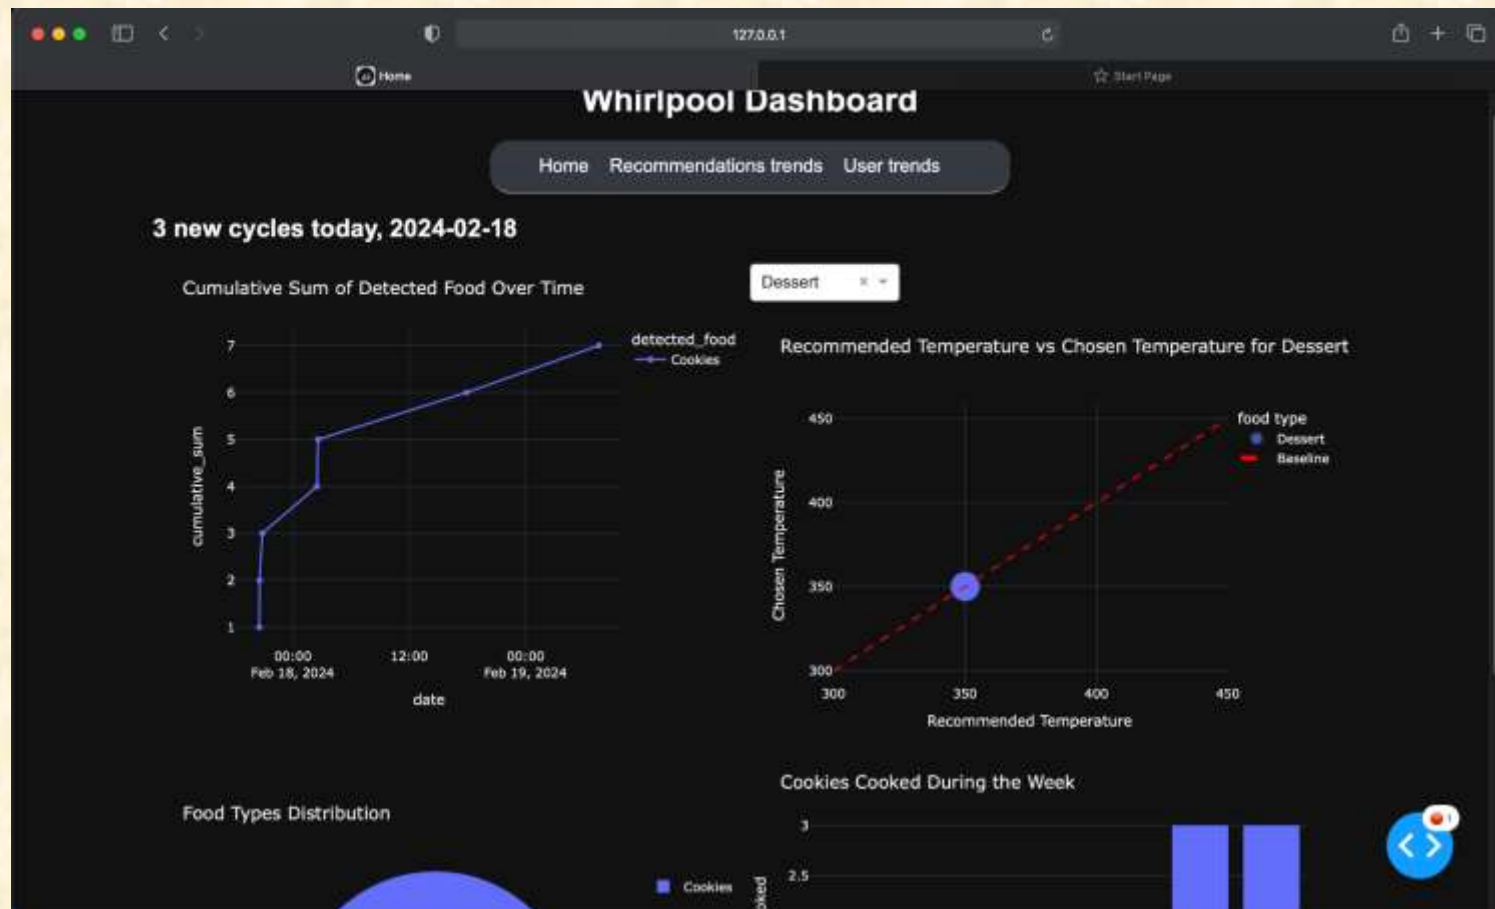 127.0.0.1
Home
Start Page
Whirlpool Dashboard
Home Recommendations trends User trends
3 new cycles today, 2024-02-18
Cumulative Sum of Detected Food Over Time
detected_food
Cookies
7
6
5
4
3
2
1
cumulative_sum
00:00
Feb 18, 2024
12:00
00:00
Feb 19, 2024
date
Dessert
Recommended Temperature vs Chosen Temperature for Dessert
450
400
350
300
Chosen Temperature
food type
Dessert
Baseline
300 350 400 450
Recommended Temperature
Food Types Distribution
Cookies
Cookies Cooked During the Week
3
2.5